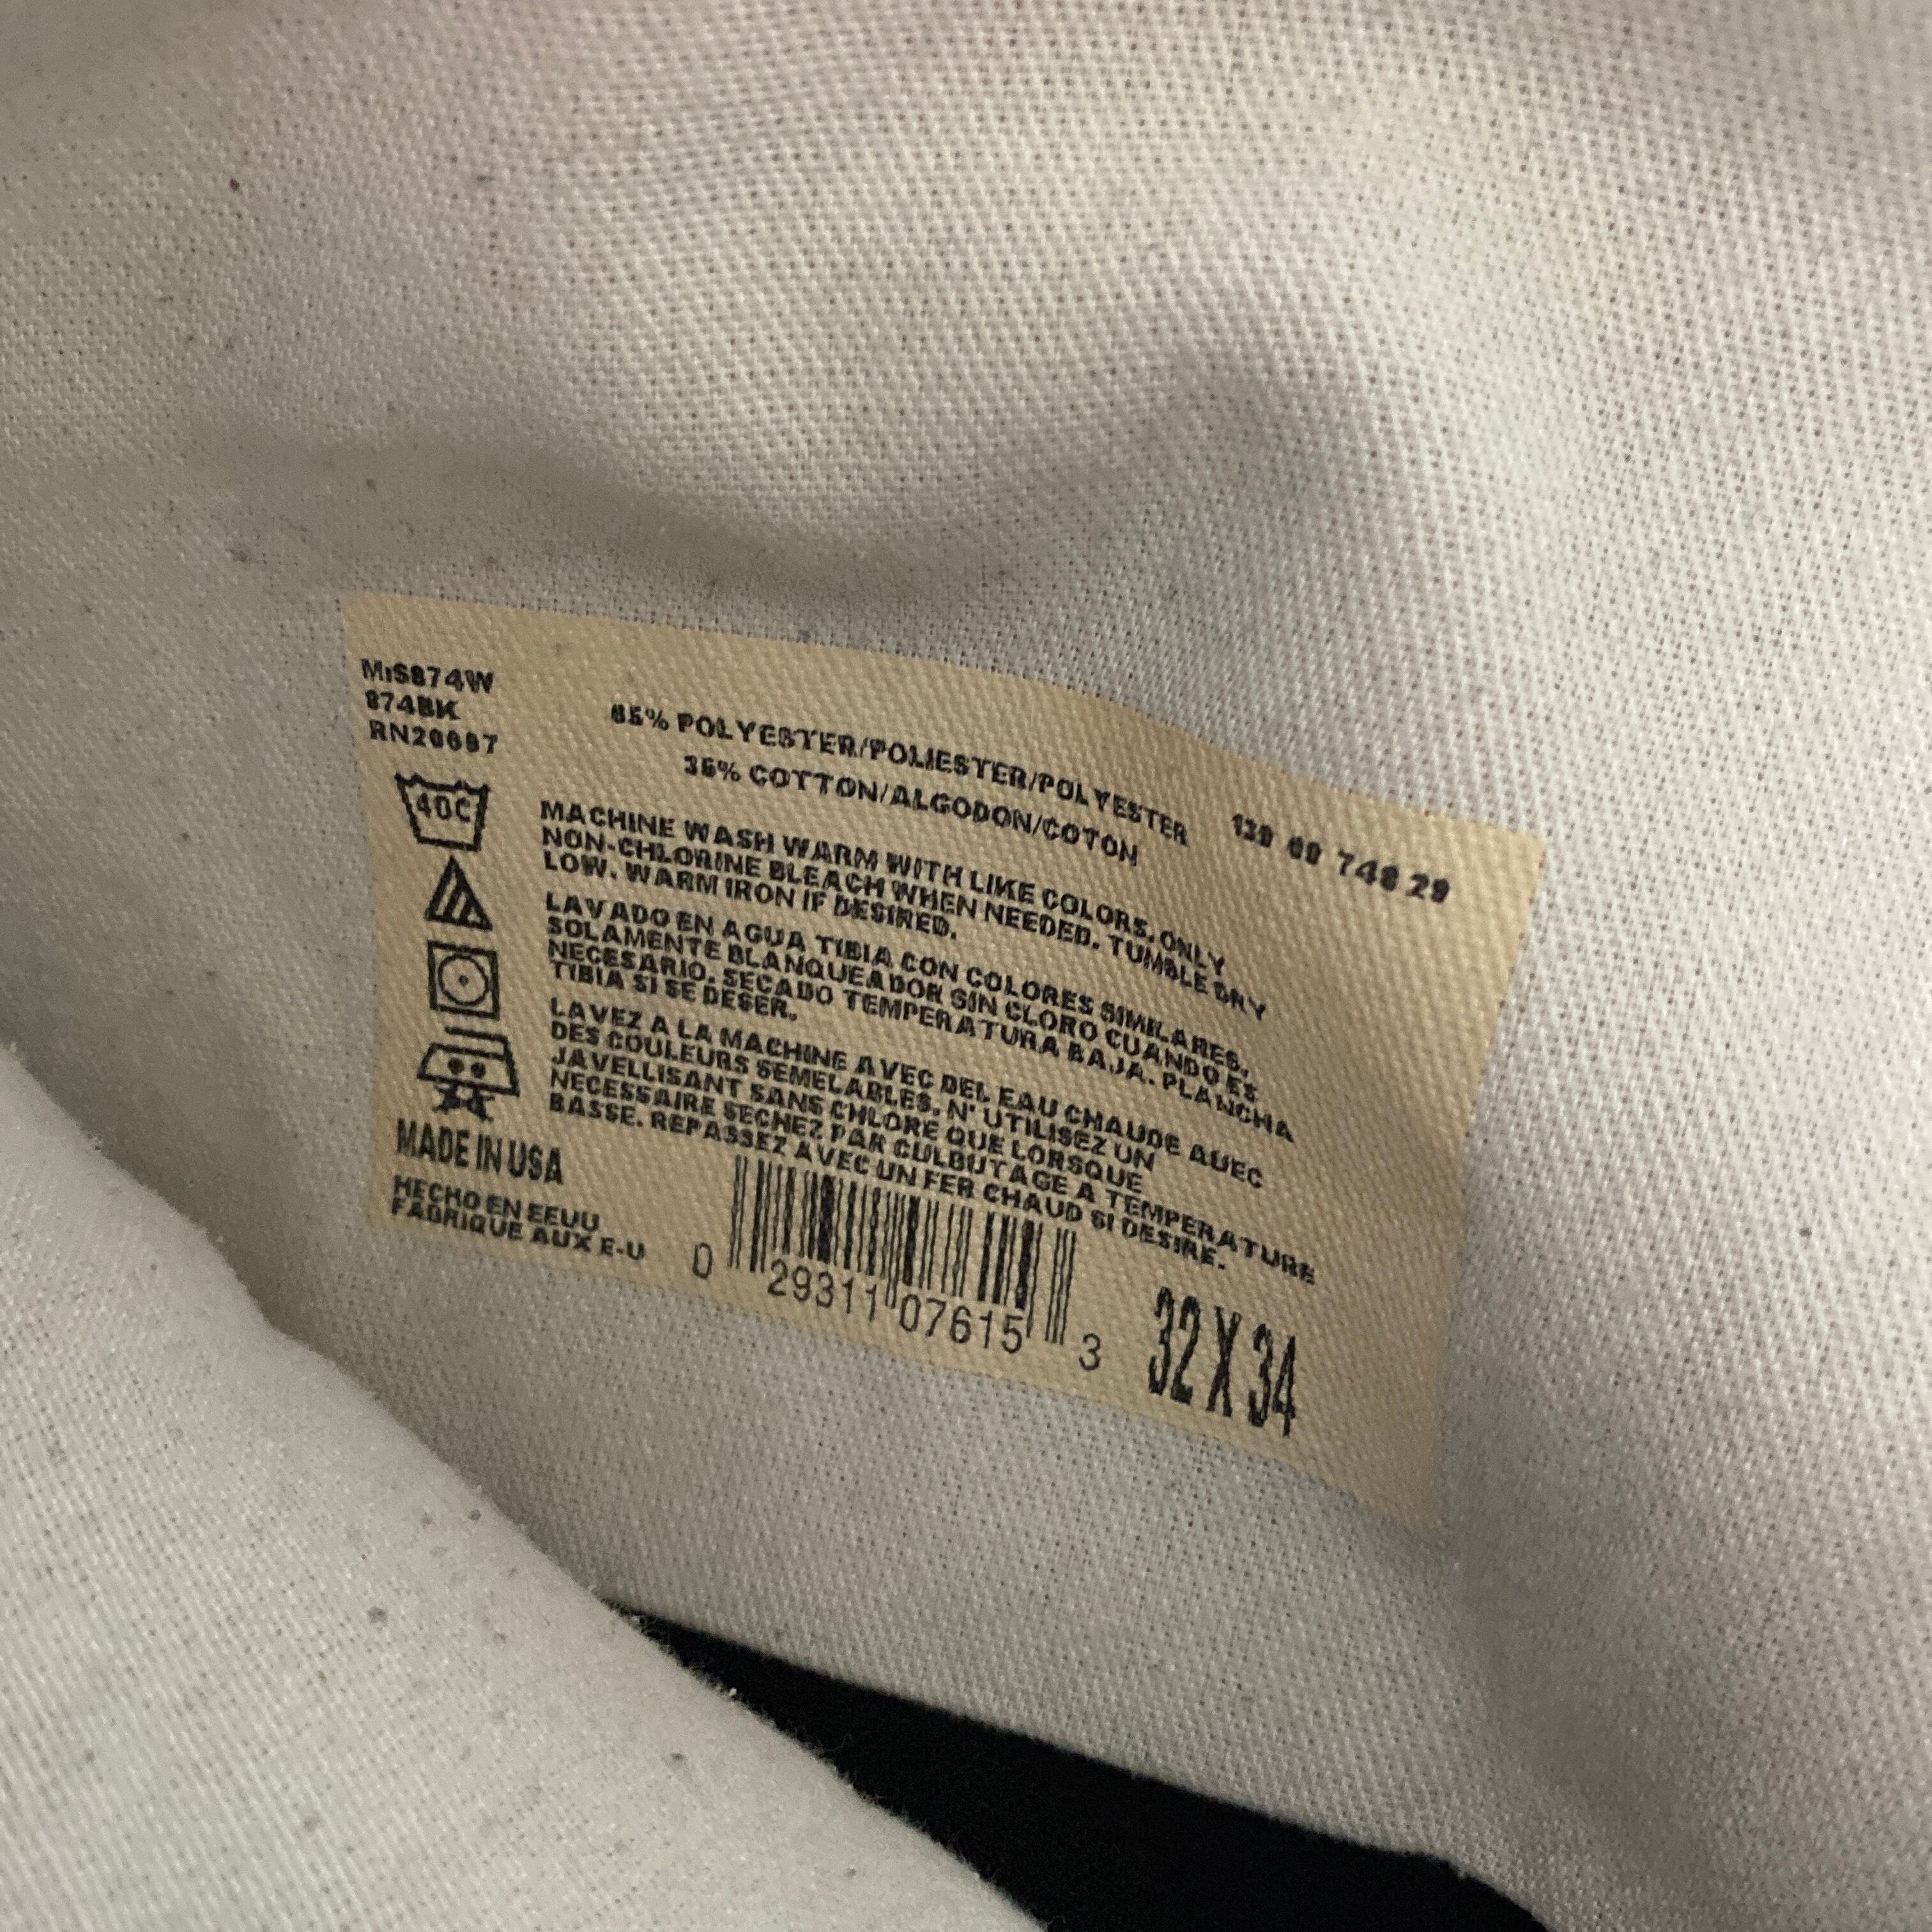 MIS874W
874BK
RN20697
65% POLYESTER/POLIESTER/POLYESTER
35% COTTON/ALGODON/COTON
139 09 748 29
40C
MACHINE WASH WARM WITH LIKE COLORS. ONLY
NON-CHLORINE BLEACH WHEN NEEDED. TUMBLE DRY
LOW. WARM IRON IF DESIRED.
LAVADO EN AGUA TIBIA CON COLORES SIMILARES,
SOLAMENTE BLANQUEADOR SIN CLORO CUANDO ES
NECESARIO. SECADO TEMPERATURA BAJA. PLANCHA
TIBIA SI SE DESER.
LAVEZ A LA MACHINE AVEC DEL EAU CHAUDE AUEC
DES COULEURS SEMELABLES. N' UTILISEZ UN
JAVELLISANT SANS CHLORE QUE LORSQUE
NECESSAIRE SECHEZ PAR CULBUTAGE A TEMPERATURE
BASSE. REPASSEZ AVEC UN FER CHAUD SI DESIRE.
MADE IN USA
HECHO EN EEUU
FABRIQUE AUX E-U
0 29311 07615 3
32 X 34